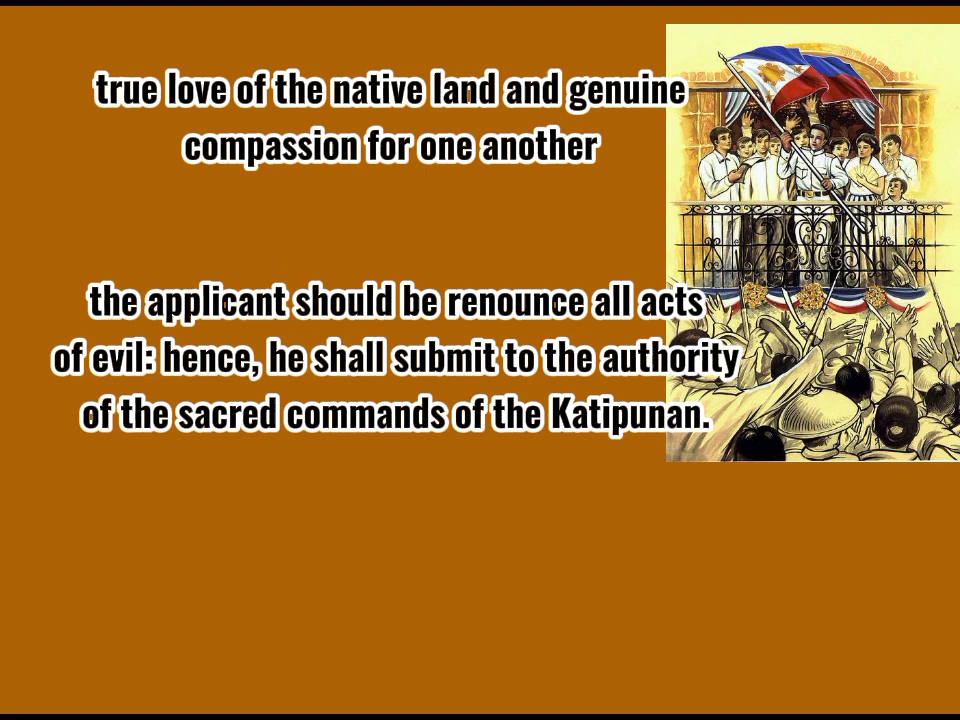 true love of the native land and genuine
compassion for one another
the applicant should be renounce all acts
of evil: hence, he shall submit to the authority
of the sacred commands of the Katipunan.